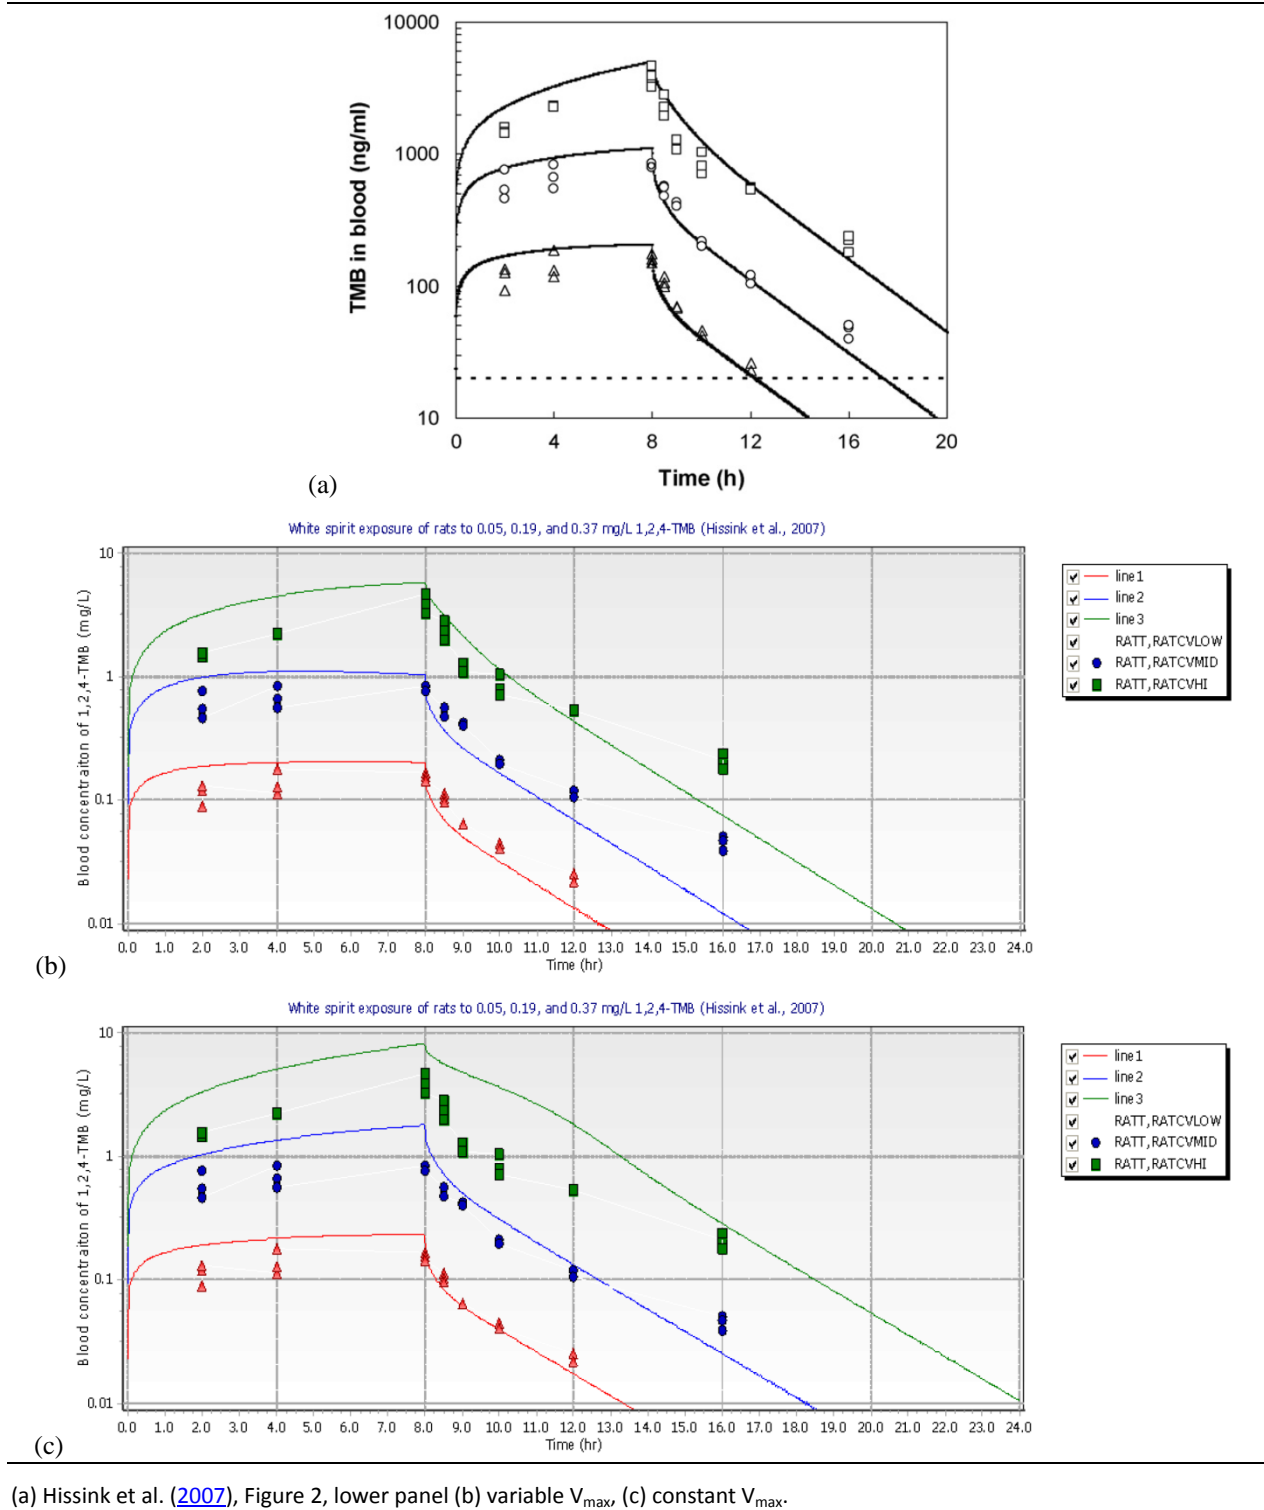 10000
1000
100
10
TMB in blood (ng/ml)
0 4 8 12 16 20
Time (h)
(a)
White spirit exposure of rats to 0.05, 0.19, and 0.37 mg/L 1,2,4-TMB (Hissink et al., 2007)
10
1
0.1
0.01
Blood concentraiton of 1,2,4-TMB (mg/L)
0.0 1.0 2.0 3.0 4.0 5.0 6.0 7.0 8.0 9.0 10.0 11.0 12.0 13.0 14.0 15.0 16.0 17.0 18.0 19.0 20.0 21.0 22.0 23.0 24.0
Time (hr)
line1
line2
line3
RATT,RATCVLOW
RATT,RATCVMID
RATT,RATCVHI
(b)
White spirit exposure of rats to 0.05, 0.19, and 0.37 mg/L 1,2,4-TMB (Hissink et al., 2007)
10
1
0.1
0.01
Blood concentraiton of 1,2,4-TMB (mg/L)
0.0 1.0 2.0 3.0 4.0 5.0 6.0 7.0 8.0 9.0 10.0 11.0 12.0 13.0 14.0 15.0 16.0 17.0 18.0 19.0 20.0 21.0 22.0 23.0 24.0
Time (hr)
line1
line2
line3
RATT,RATCVLOW
RATT,RATCVMID
RATT,RATCVHI
(c)
(a) Hissink et al. (2007), Figure 2, lower panel (b) variable Vmax, (c) constant Vmax.